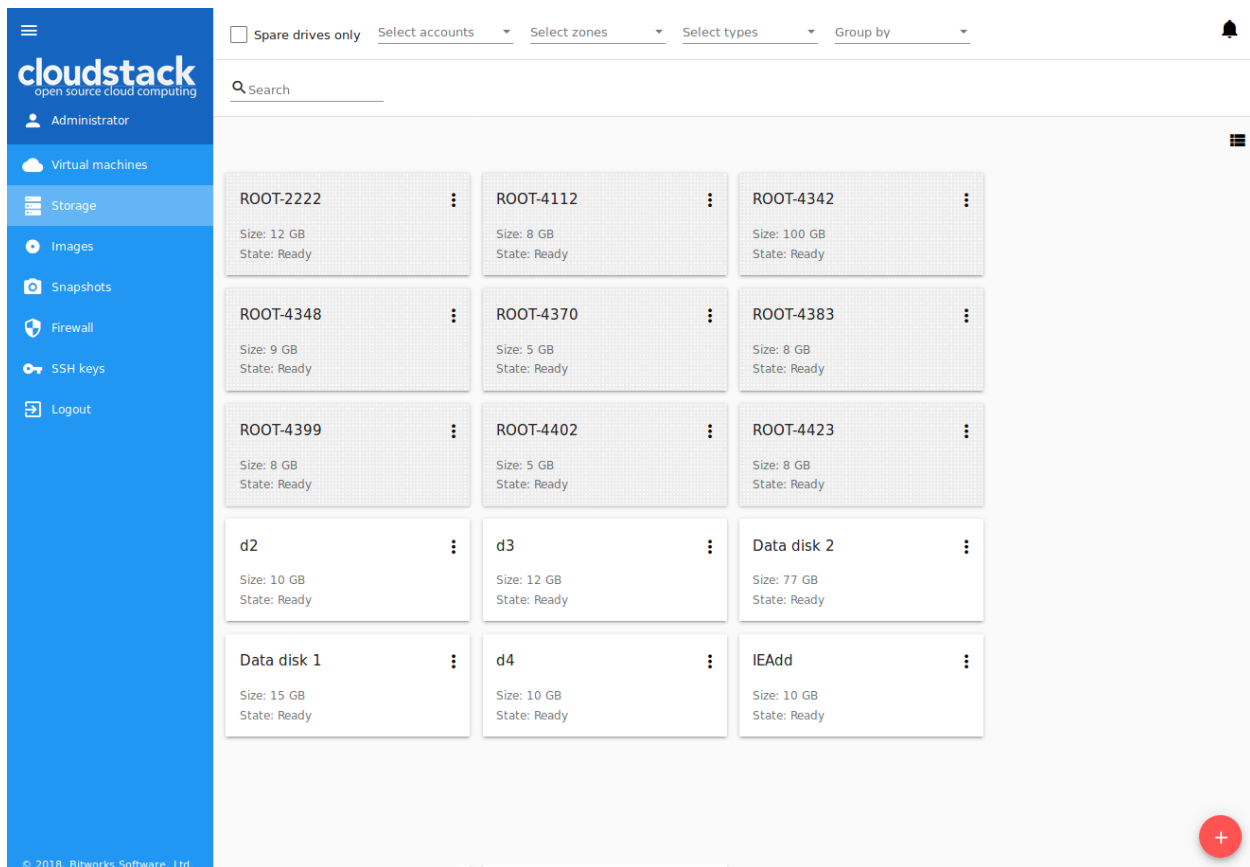 Spare drives only
Select accounts
Select zones
Select types
Group by
cloudstack
open source cloud computing
Search
Administrator
Virtual machines
Storage
Images
Snapshots
Firewall
SSH keys
Logout
ROOT-2222
Size: 12 GB
State: Ready
ROOT-4112
Size: 8 GB
State: Ready
ROOT-4342
Size: 100 GB
State: Ready
ROOT-4348
Size: 9 GB
State: Ready
ROOT-4370
Size: 5 GB
State: Ready
ROOT-4383
Size: 8 GB
State: Ready
ROOT-4399
Size: 8 GB
State: Ready
ROOT-4402
Size: 5 GB
State: Ready
ROOT-4423
Size: 8 GB
State: Ready
d2
Size: 10 GB
State: Ready
d3
Size: 12 GB
State: Ready
Data disk 2
Size: 77 GB
State: Ready
Data disk 1
Size: 15 GB
State: Ready
d4
Size: 10 GB
State: Ready
IEAdd
Size: 10 GB
State: Ready
© 2018, Bitworks Software, Ltd.